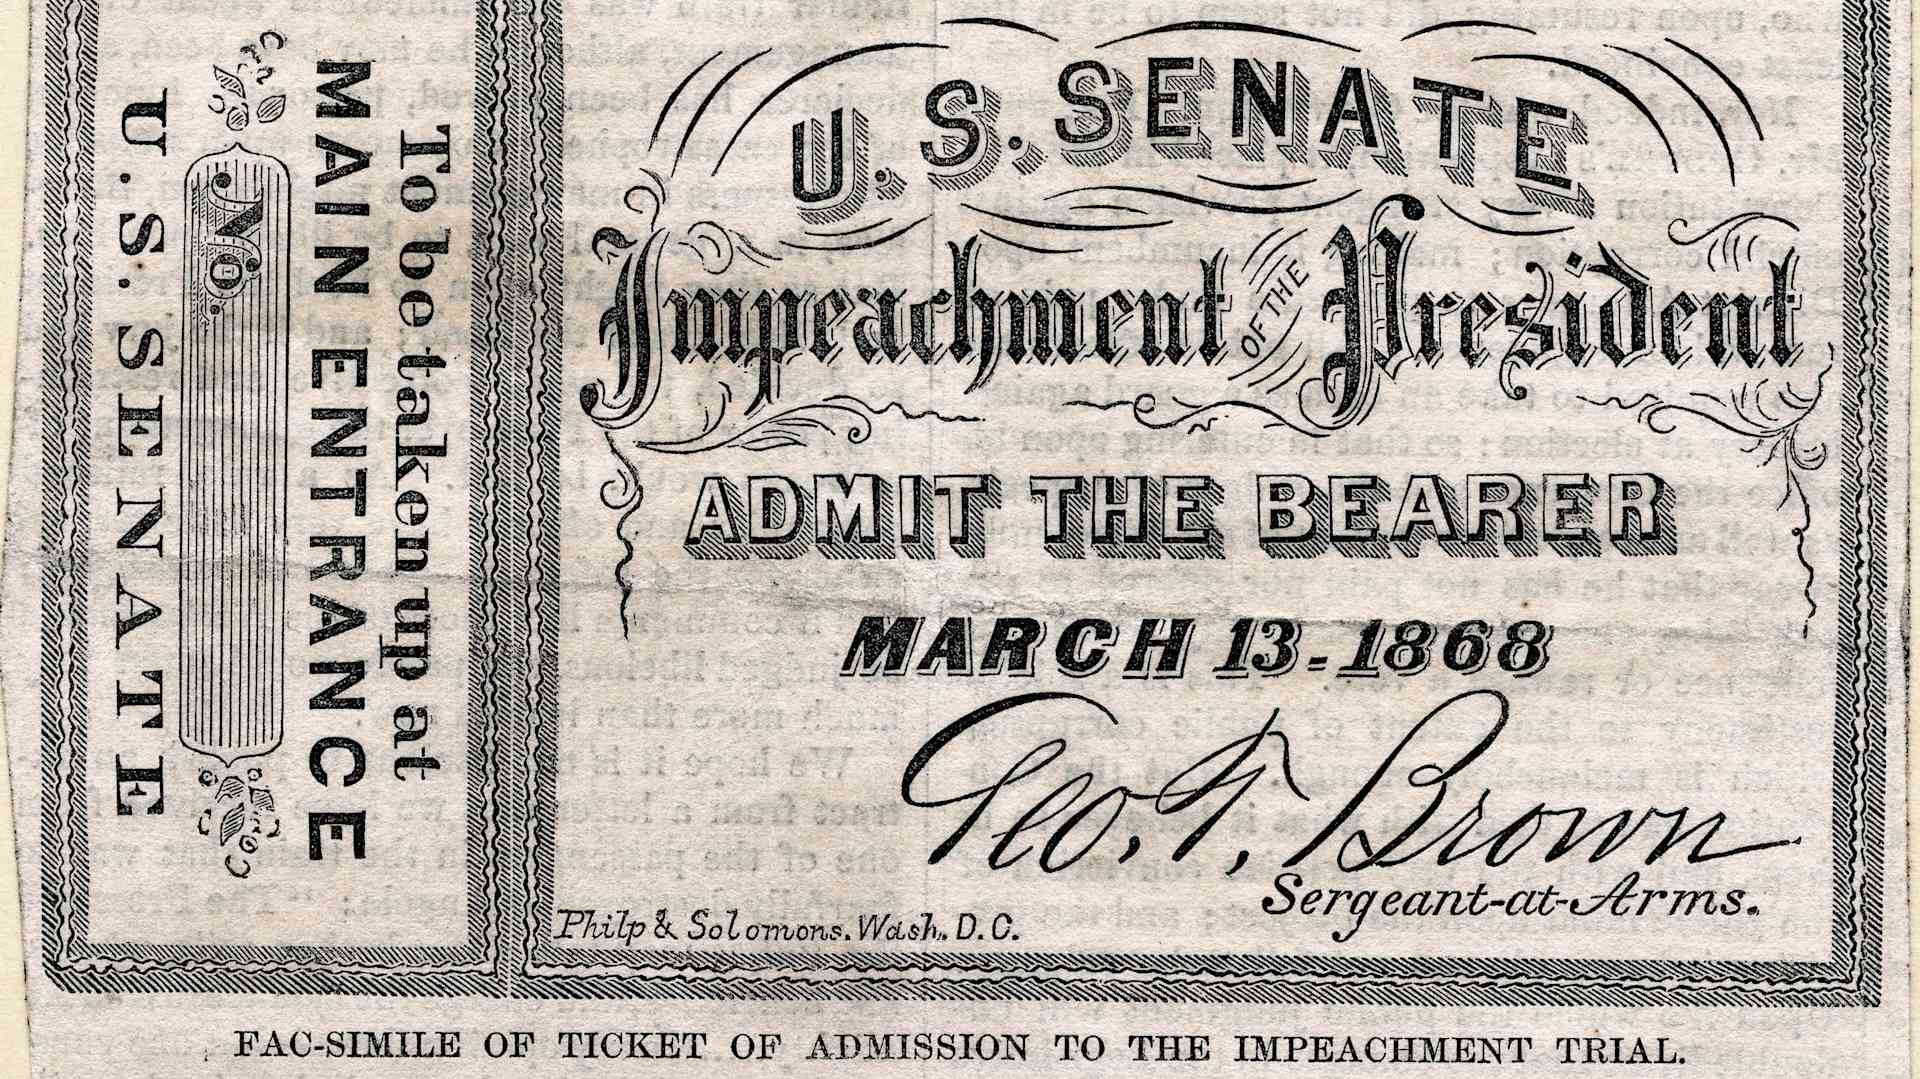 To be taken up at
MAIN ENTRANCE
No.
U.S. SENATE
U.S. SENATE
Impeachment OF THE President
ADMIT THE BEARER
MARCH 13-1868
Geo. T. Brown
Sergeant-at-Arms.
Philp & Solomons. Wash. D.C.
FAC-SIMILE OF TICKET OF ADMISSION TO THE IMPEACHMENT TRIAL.